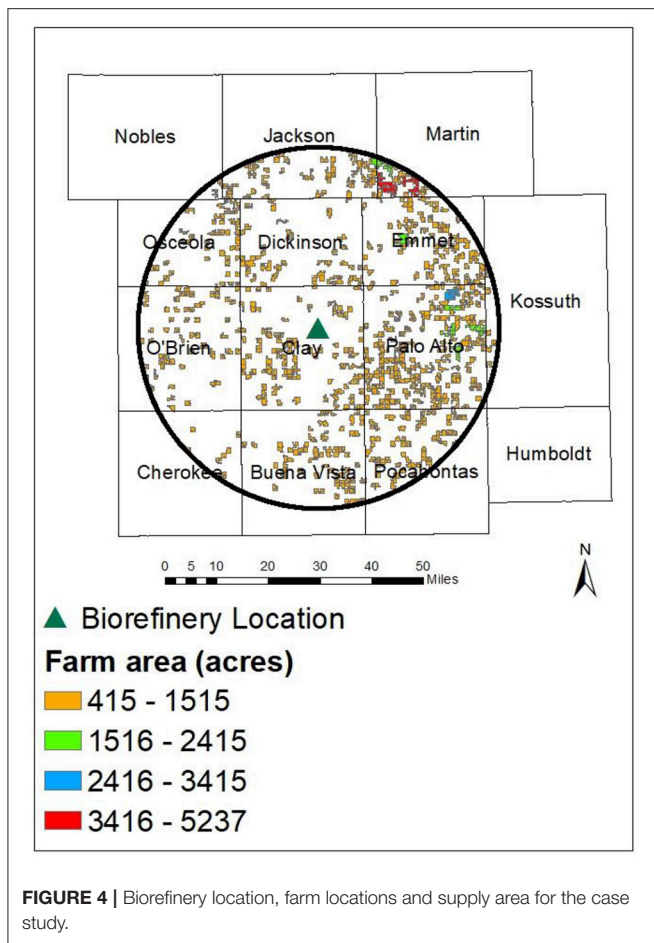 Nobles
Jackson
Martin
Osceola
Dickinson
Emmet
Kossuth
O'Brien
Clay
Palo Alto
Cherokee
Buena Vista
Pocahontas
Humboldt
N
0 5 10 20 30 40 50
Miles
Biorefinery Location
Farm area (acres)
415 - 1515
1516 - 2415
2416 - 3415
3416 - 5237
FIGURE 4 | Biorefinery location, farm locations and supply area for the case
study.